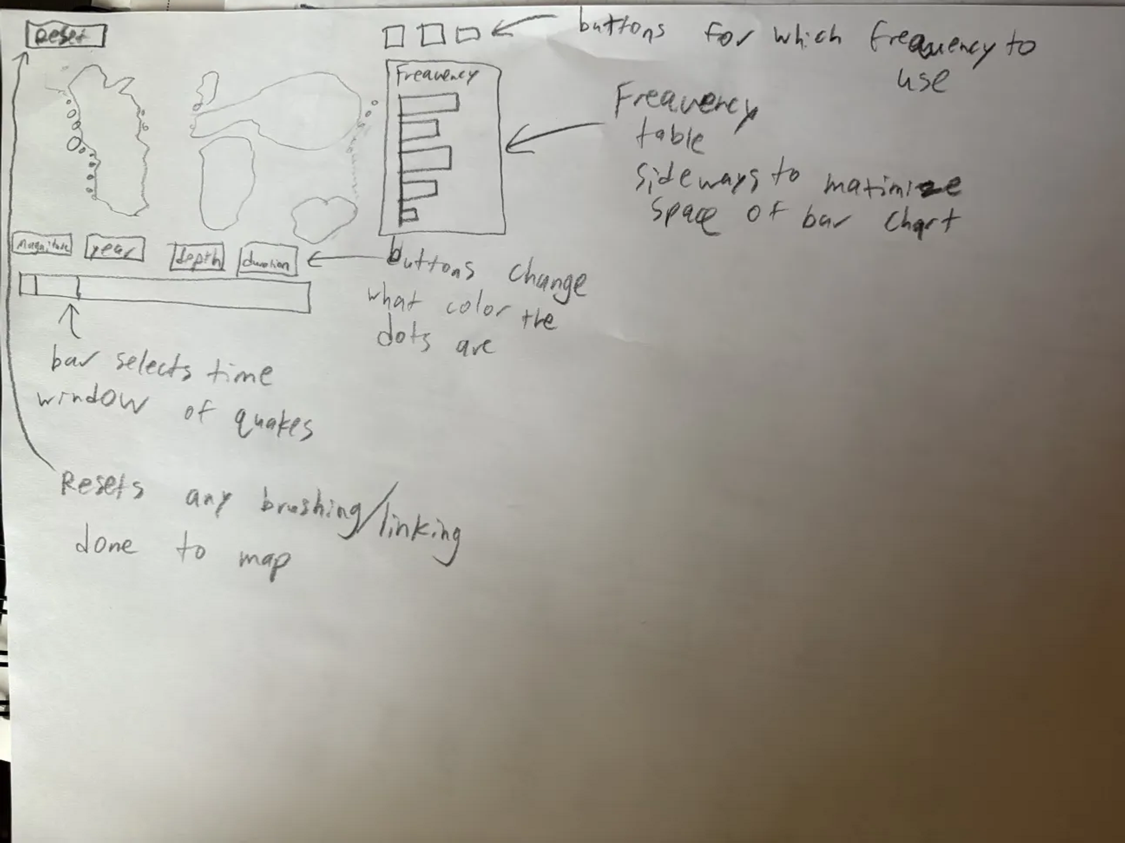 Reset
buttons for which frequency to
use
Frequency
Frequency
table
sideways to maximize
space of bar chart
Magnitude year depth duration
buttons change
what color the
dots are
bar selects time
window of quakes
Resets any brushing/linking
done to map